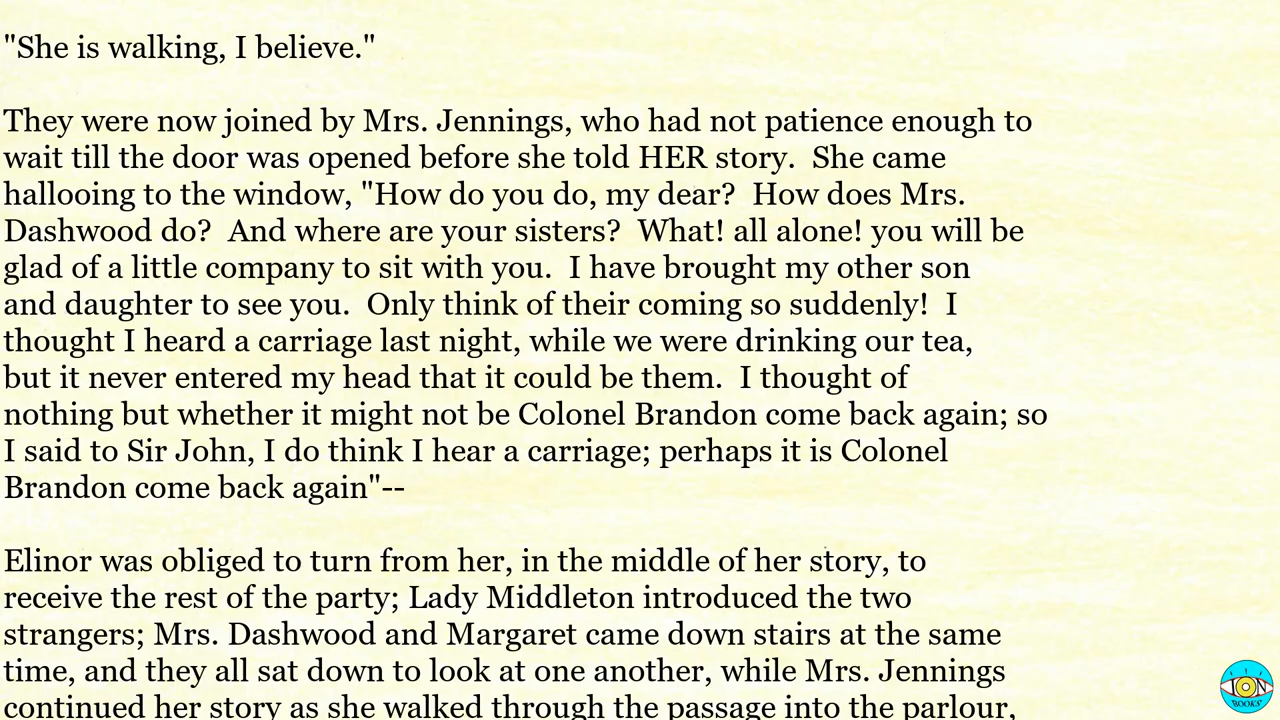 "She is walking, I believe."
They were now joined by Mrs. Jennings, who had not patience enough to
wait till the door was opened before she told HER story.  She came
hallooing to the window, "How do you do, my dear?  How does Mrs.
Dashwood do?  And where are your sisters?  What! all alone! you will be
glad of a little company to sit with you.  I have brought my other son
and daughter to see you.  Only think of their coming so suddenly!  I
thought I heard a carriage last night, while we were drinking our tea,
but it never entered my head that it could be them.  I thought of
nothing but whether it might not be Colonel Brandon come back again; so
I said to Sir John, I do think I hear a carriage; perhaps it is Colonel
Brandon come back again"--
Elinor was obliged to turn from her, in the middle of her story, to
receive the rest of the party; Lady Middleton introduced the two
strangers; Mrs. Dashwood and Margaret came down stairs at the same
time, and they all sat down to look at one another, while Mrs. Jennings
continued her story as she walked through the passage into the parlour,
ION
BOOKS